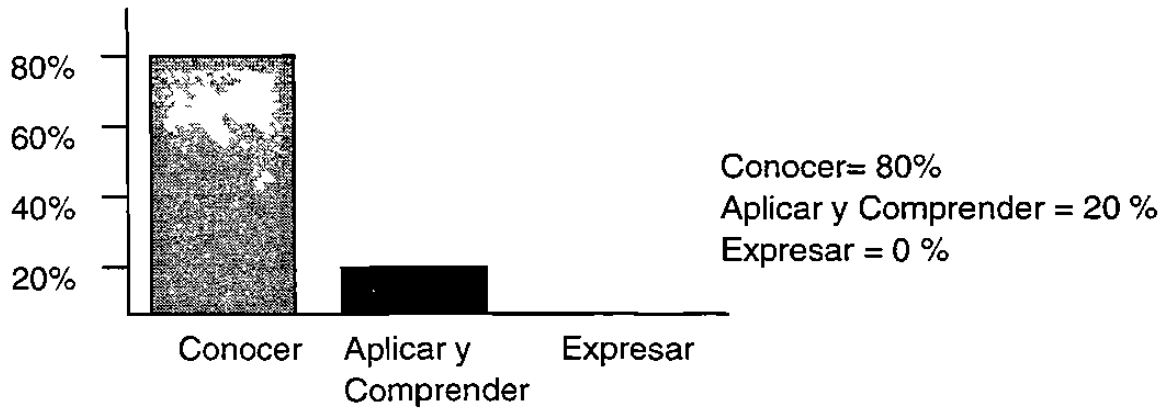 80%
60%
40%
20%
Conocer
Aplicar y
Comprender
Expresar
Conocer= 80%
Aplicar y Comprender = 20 %
Expresar = 0 %